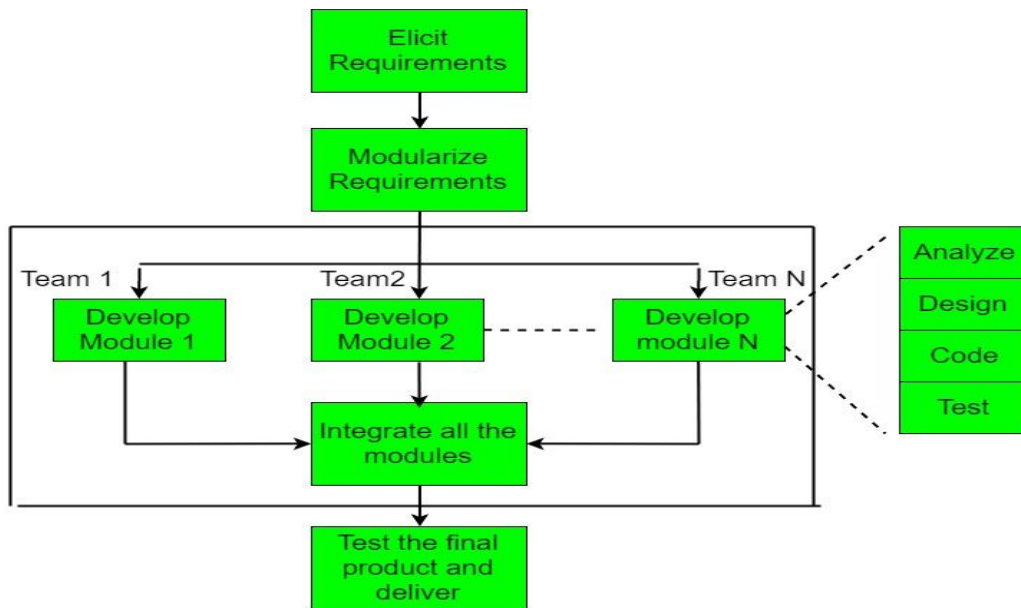 Elicit
Requirements
Modularize
Requirements
Team 1
Team2
Team N
Develop
Module 1
Develop
Module 2
Develop
module N
Analyze
Design
Code
Test
Integrate all the
modules
Test the final
product and
deliver